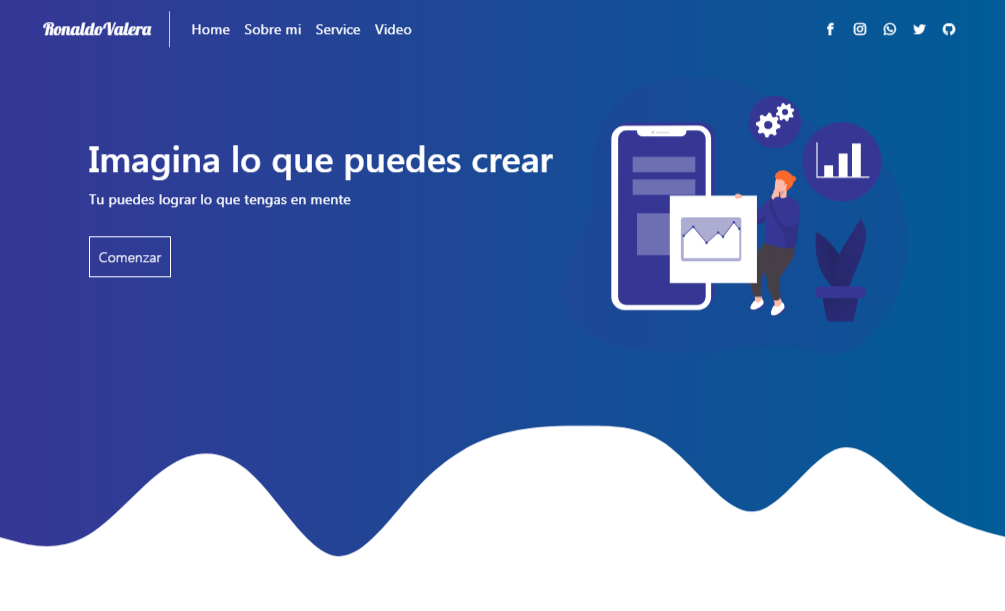 RonaldoValera
Home Sobre mi Service Video
Imagina lo que puedes crear
Tu puedes lograr lo que tengas en mente
Comenzar